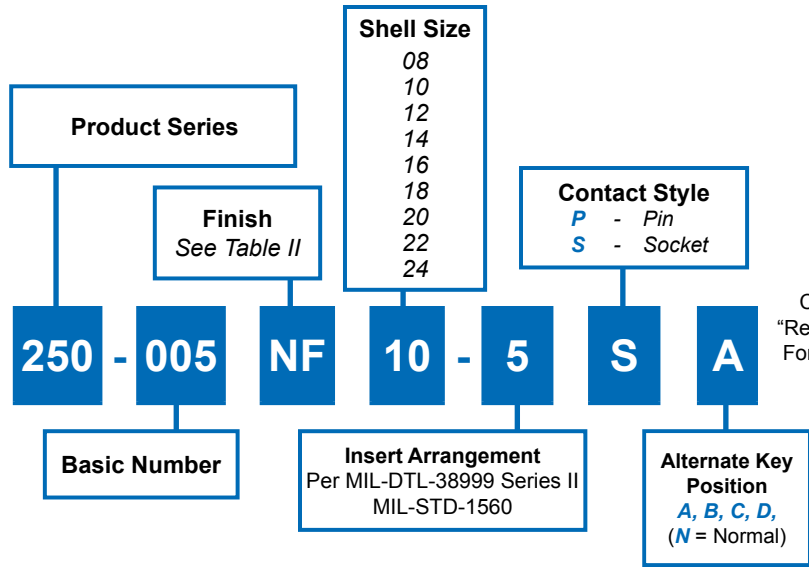 Shell Size
08
10
12
14
16
18
20
22
24
Product Series
Finish
See Table II
Contact Style
P - Pin
S - Socket
250 - 005 NF 10 - 5 S A
Basic Number
Insert Arrangement
Per MIL-DTL-38999 Series II
MIL-STD-1560
Alternate Key
Position
A, B, C, D,
(N = Normal)